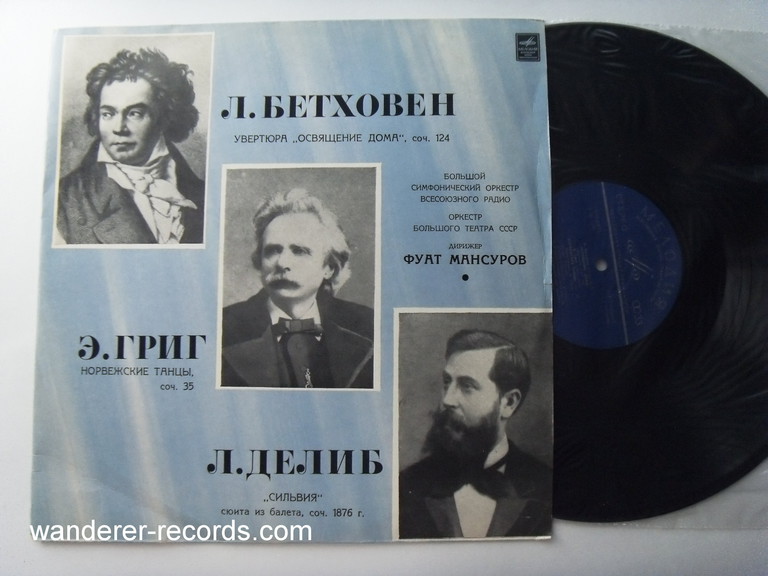 Л. БЕТХОВЕН
УВЕРТЮРА „ОСВЯЩЕНИЕ ДОМА“, соч. 124
БОЛЬШОЙ
СИМФОНИЧЕСКИЙ ОРКЕСТР
ВСЕСОЮЗНОГО РАДИО
ОРКЕСТР
БОЛЬШОГО ТЕАТРА СССР
ДИРИЖЕР
ФУАТ МАНСУРОВ
Э. ГРИГ
НОРВЕЖСКИЕ ТАНЦЫ,
соч. 35
Л. ДЕЛИБ
„СИЛЬВИЯ“
сюита из балета, соч. 1876 г.
wanderer-records.com
МЕЛОДИЯ